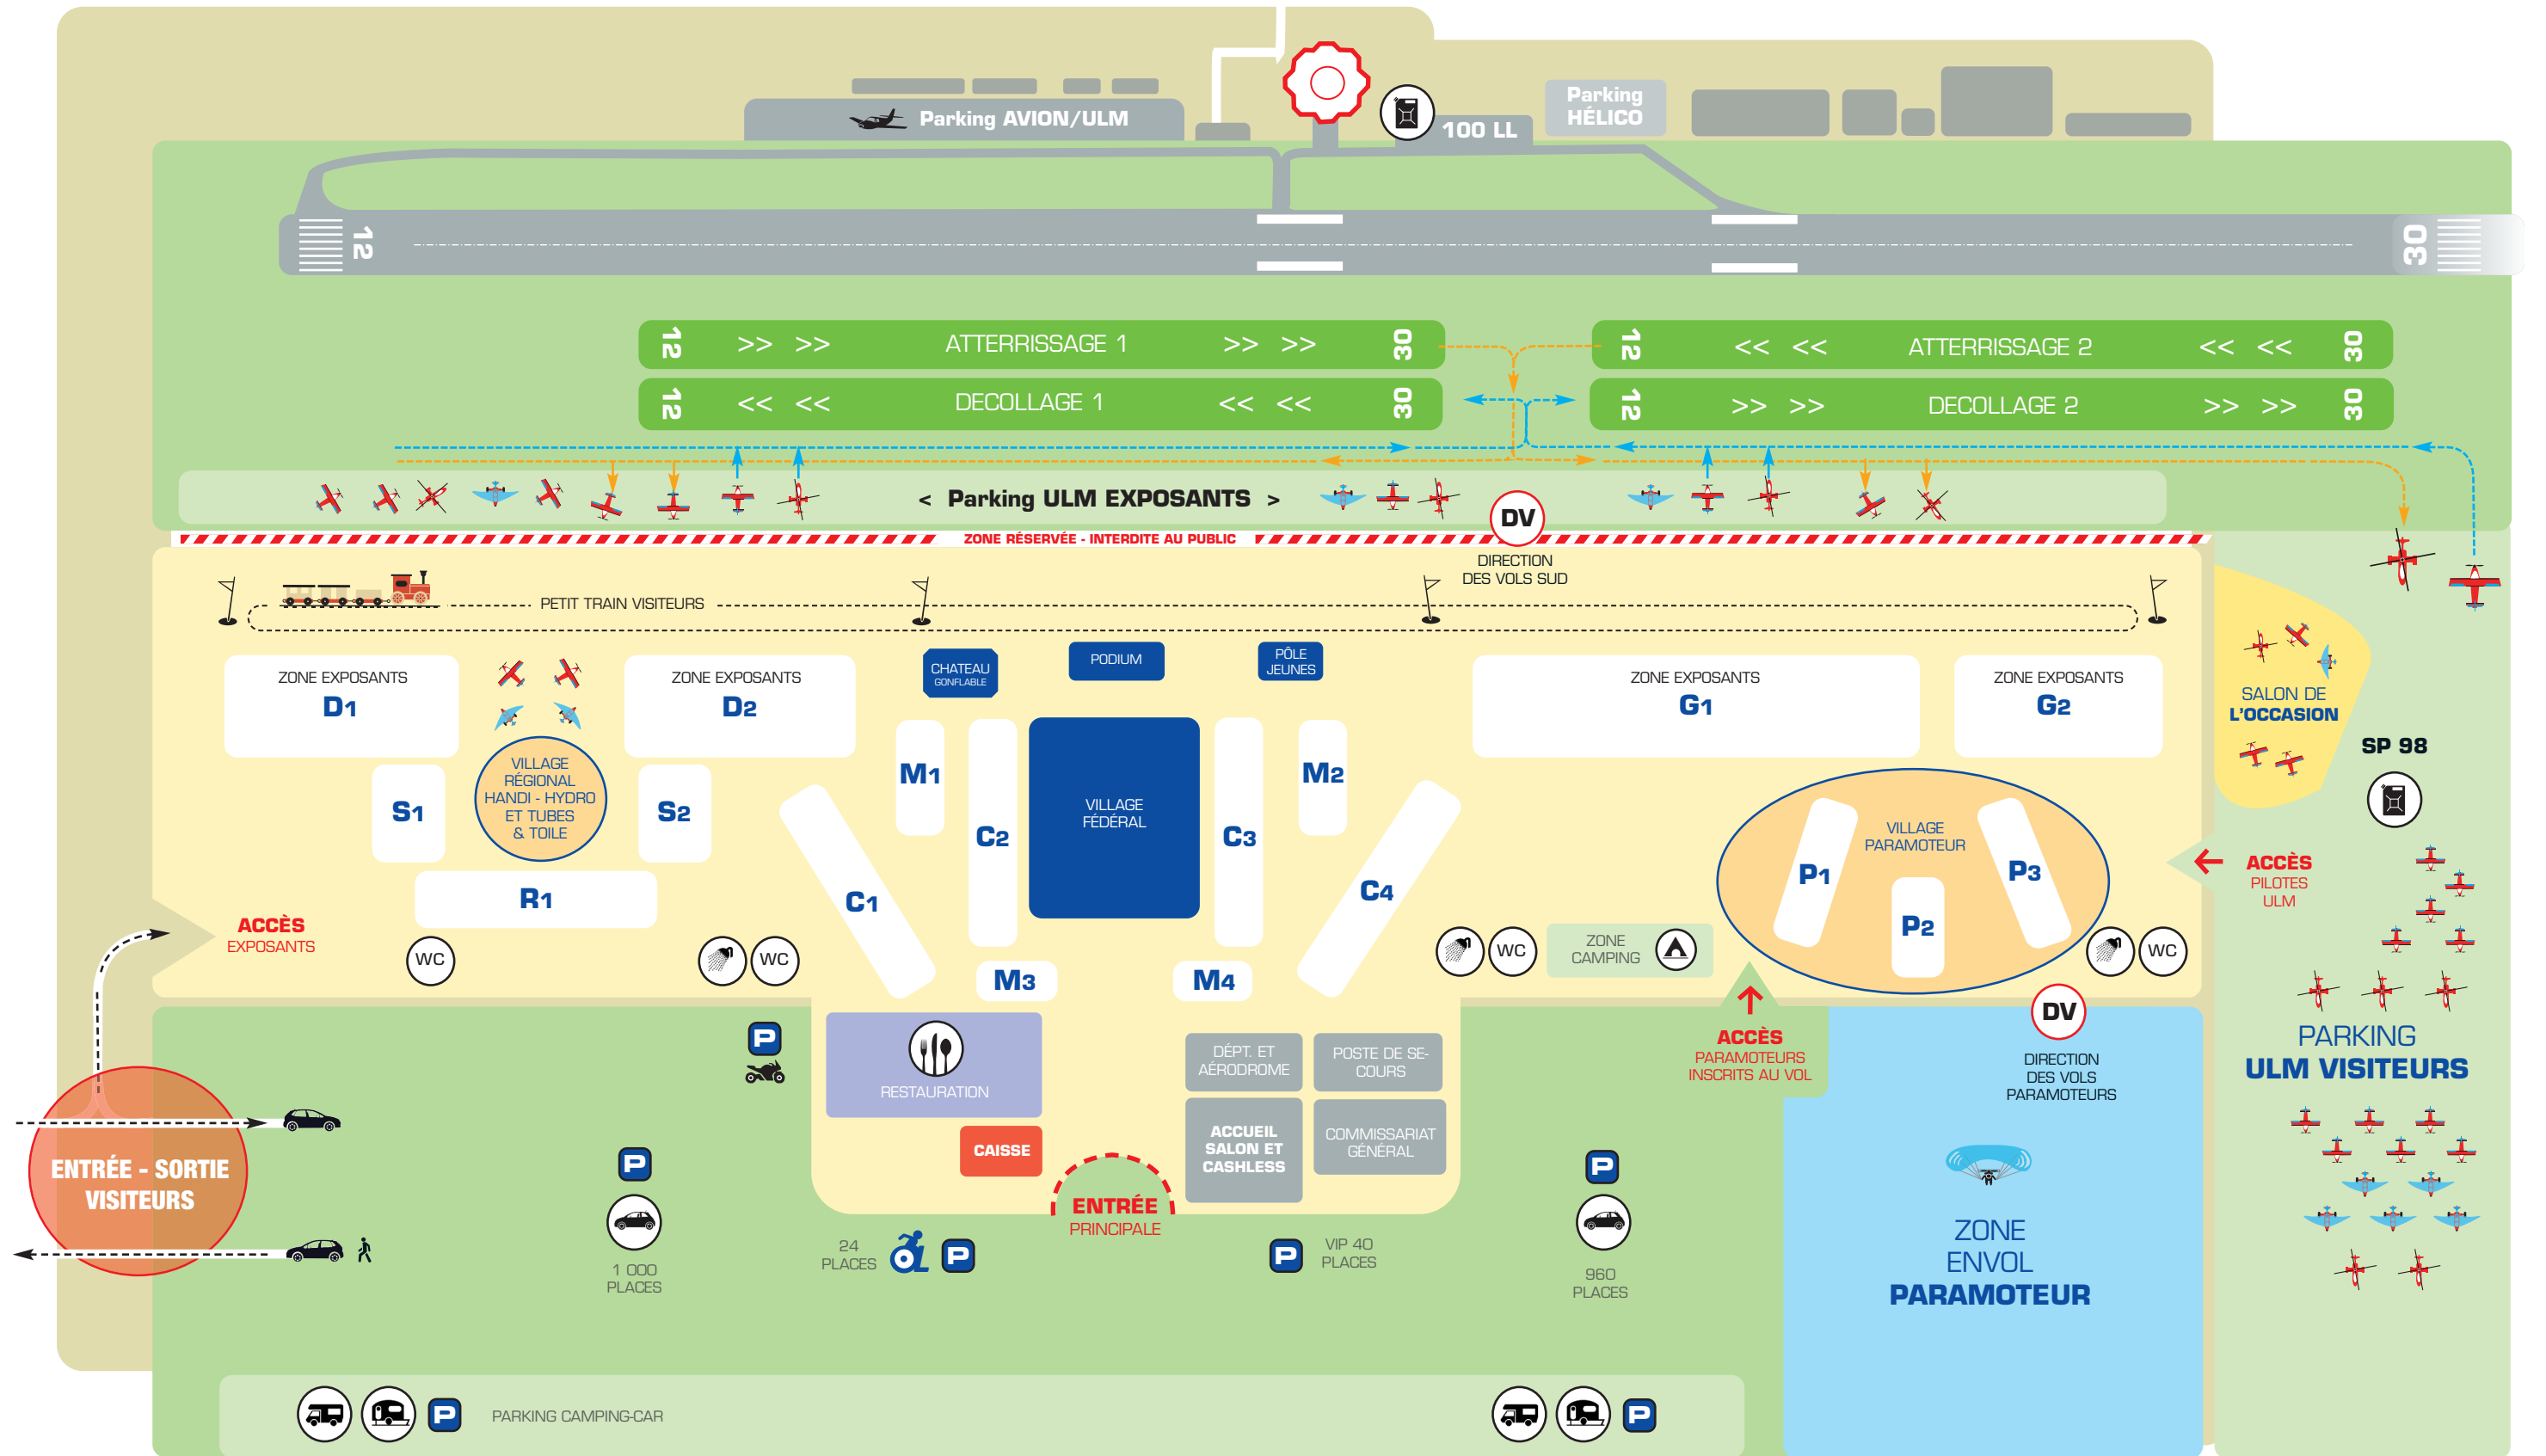 Parking AVION/ULM
100 LL
Parking
HÉLICO
12
30
12 >> >> ATTERRISSAGE 1 >> >> 30
12 << << ATTERRISSAGE 2 << << 30
12 << << DECOLLAGE 1 << << 30
12 >> >> DECOLLAGE 2 >> >> 30
< Parking ULM EXPOSANTS >
DV
ZONE RÉSERVÉE - INTERDITE AU PUBLIC
DIRECTION
DES VOLS SUD
PETIT TRAIN VISITEURS
ZONE EXPOSANTS
D1
ZONE EXPOSANTS
D2
CHATEAU
GONFLABLE
PODIUM
PÔLE
JEUNES
ZONE EXPOSANTS
G1
ZONE EXPOSANTS
G2
SALON DE
L'OCCASION
SP 98
VILLAGE
RÉGIONAL
HANDI - HYDRO
ET TUBES
& TOILE
S1
S2
R1
M1
C2
VILLAGE
FÉDÉRAL
C3
M2
C1
C4
M3
M4
VILLAGE
PARAMOTEUR
P1
P2
P3
ACCÈS
PILOTES
ULM
ACCÈS
EXPOSANTS
WC
WC
WC
ZONE
CAMPING
WC
RESTAURATION
CAISSE
DÉPT. ET
AÉRODROME
POSTE DE SE-
COURS
ACCUEIL
SALON ET
CASHLESS
COMMISSARIAT
GÉNÉRAL
ENTRÉE
PRINCIPALE
ACCÈS
PARAMOTEURS
INSCRITS AU VOL
DV
DIRECTION
DES VOLS
PARAMOTEURS
PARKING
ULM VISITEURS
ENTRÉE - SORTIE
VISITEURS
P
P
1 000
PLACES
24
PLACES
P
P
VIP 40
PLACES
P
960
PLACES
ZONE
ENVOL
PARAMOTEUR
P
PARKING CAMPING-CAR
P